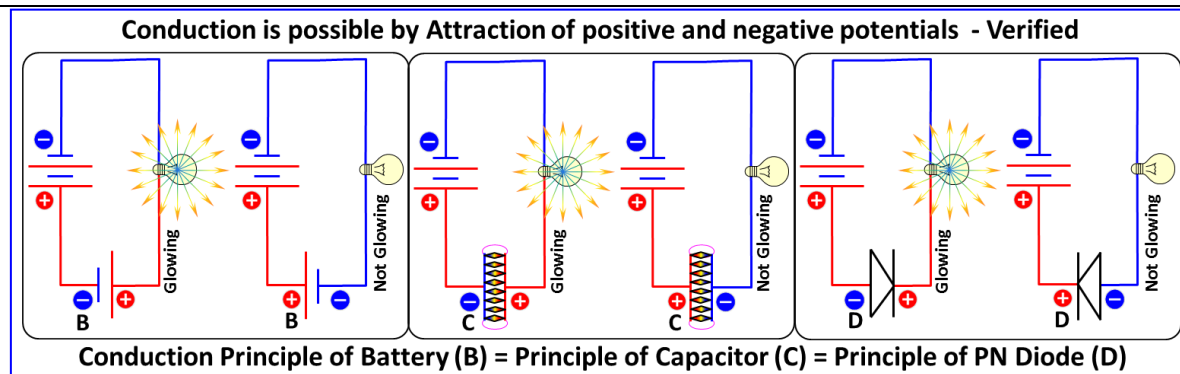 Conduction is possible by Attraction of positive and negative potentials - Verified
− + − + Glowing B
− + + − Not Glowing B
− + − + Glowing C
− + + − Not Glowing C
− + − + Glowing D
− + + − Not Glowing D
Conduction Principle of Battery (B) = Principle of Capacitor (C) = Principle of PN Diode (D)